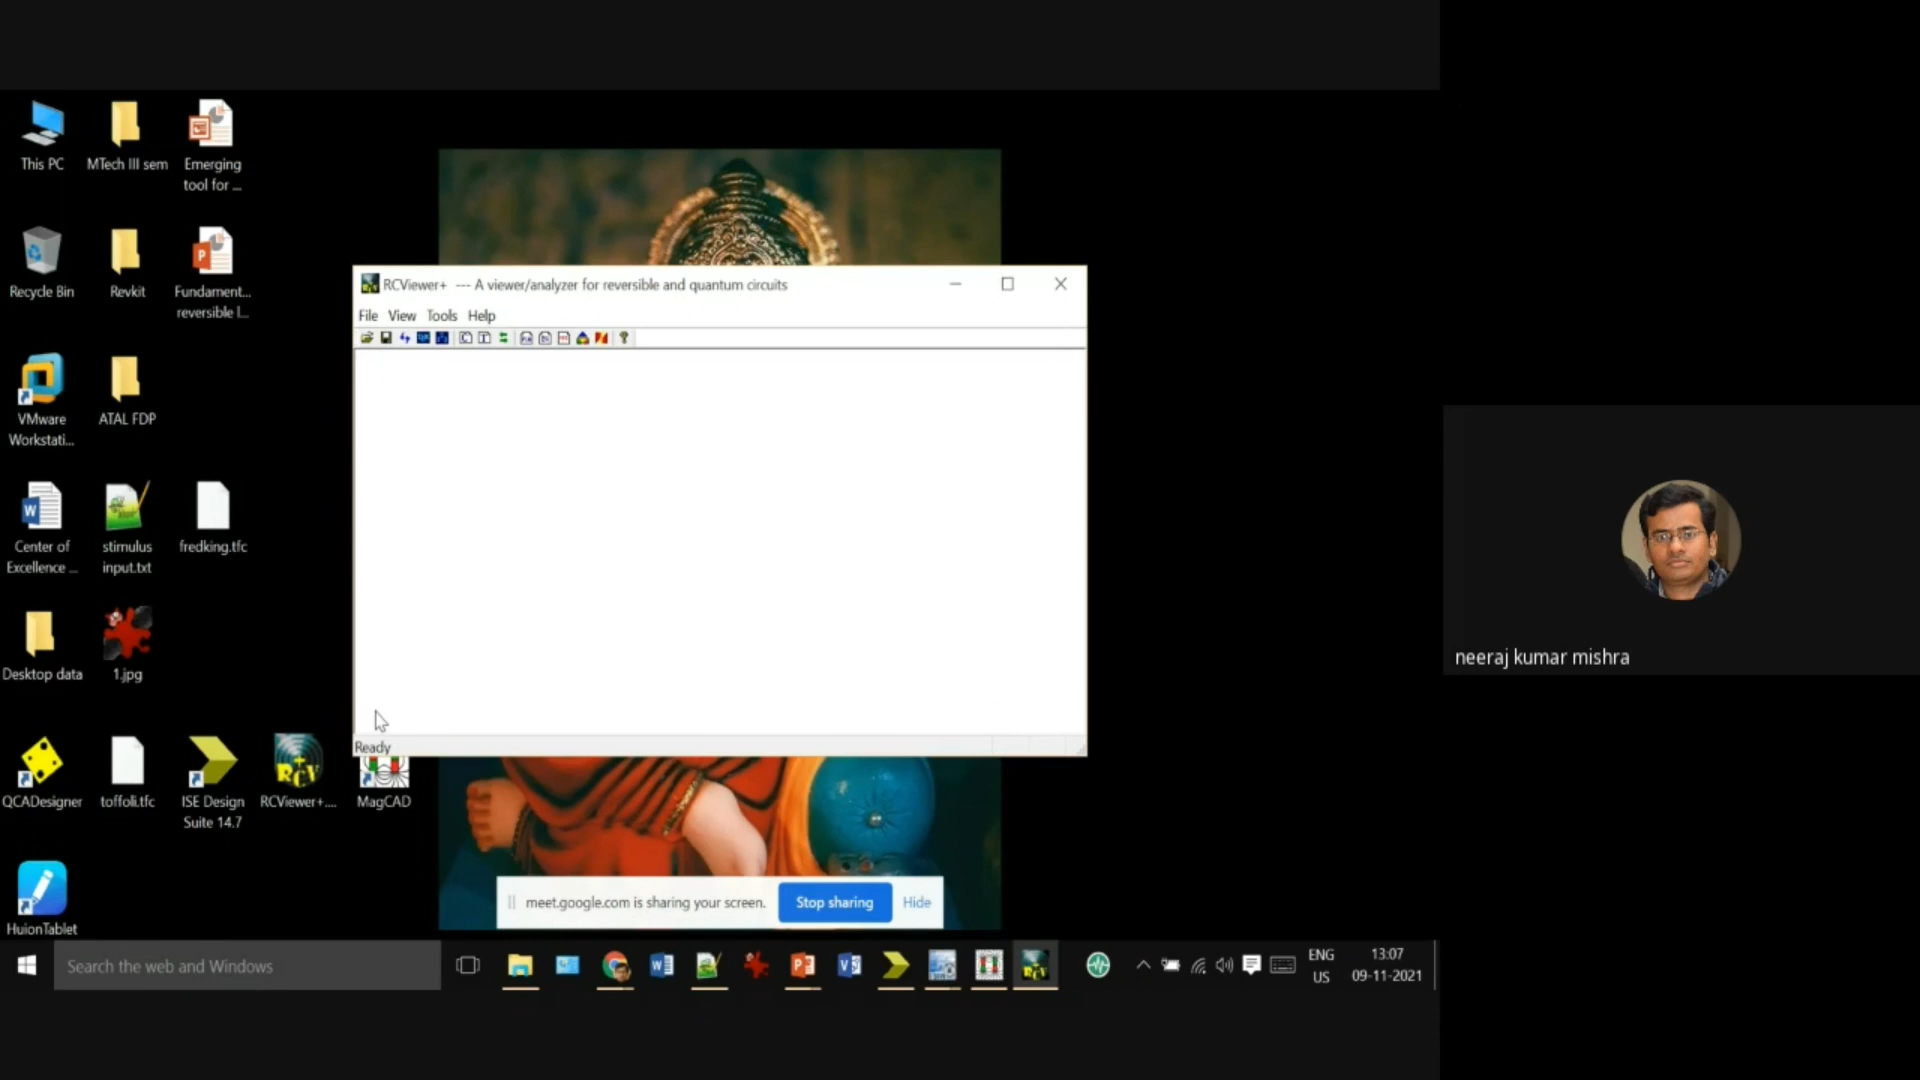 This PC
MTech III sem
Emerging
tool for ...
Recycle Bin
Revkit
Fundament...
reversible l...
VMware
Workstati...
ATAL FDP
Center of
Excellence ...
stimulus
input.txt
fredking.tfc
Desktop data
1.jpg
QCADesigner
toffoli.tfc
ISE Design
Suite 14.7
RCViewer+....
MagCAD
HuionTablet
RCViewer+ --- A viewer/analyzer for reversible and quantum circuits
File View Tools Help
Ready
meet.google.com is sharing your screen.
Stop sharing
Hide
Search the web and Windows
ENG
US
13:07
09-11-2021
neeraj kumar mishra